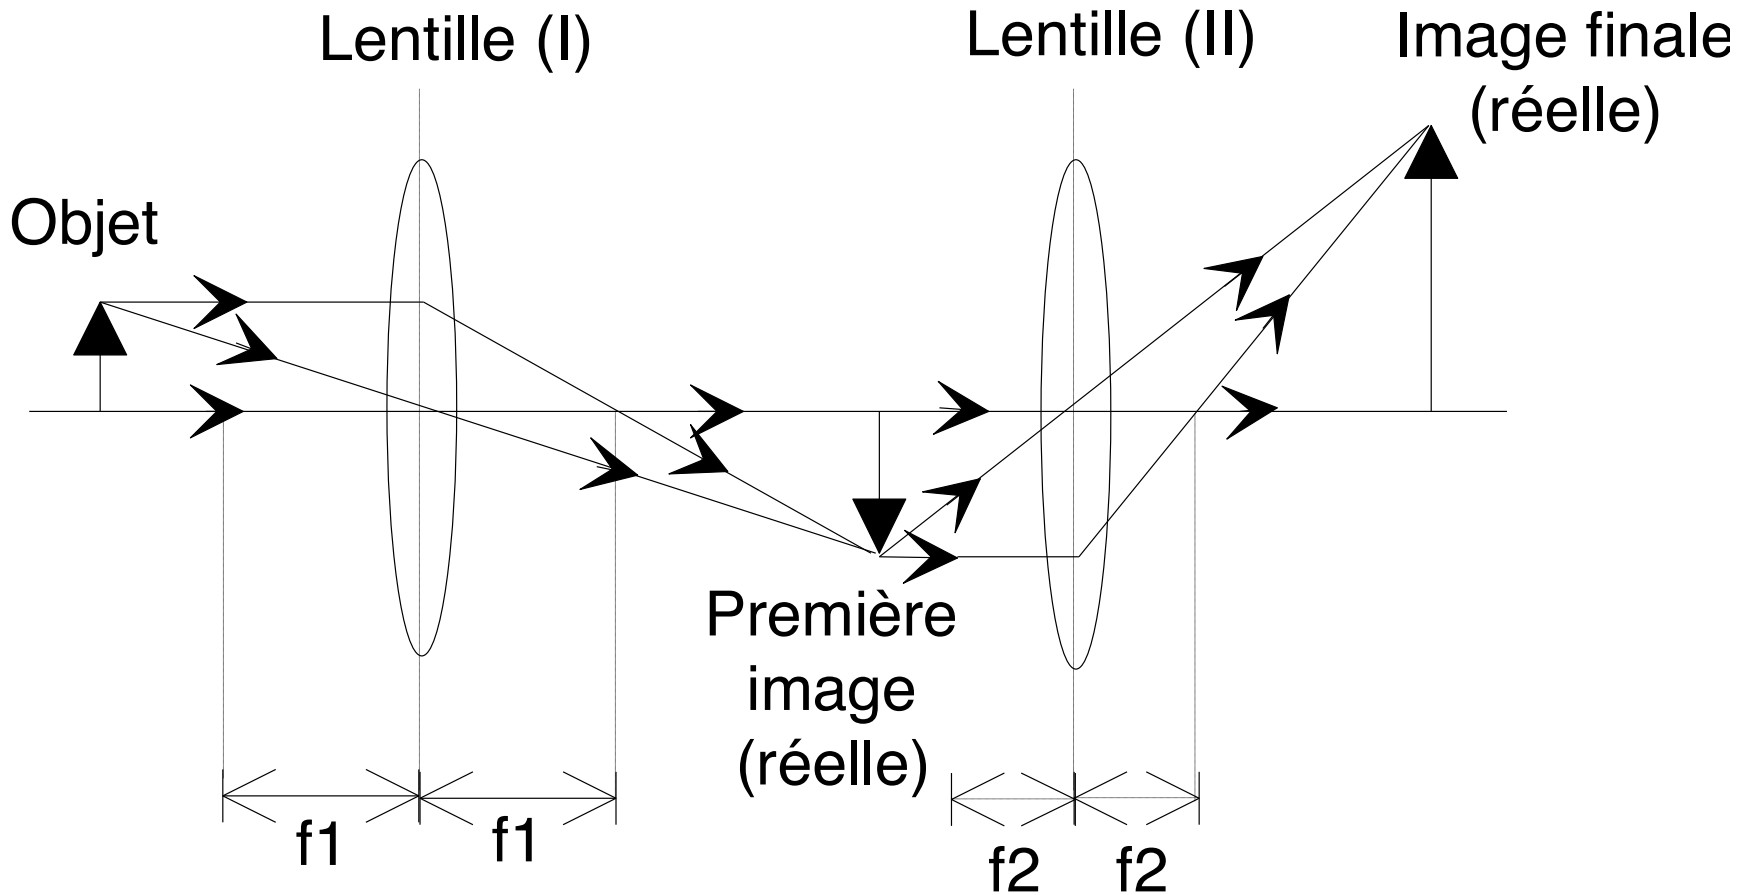 Lentille (I)
Lentille (II)
Image finale
(réelle)
Objet
Première
image
(réelle)
f1
f1
f2
f2